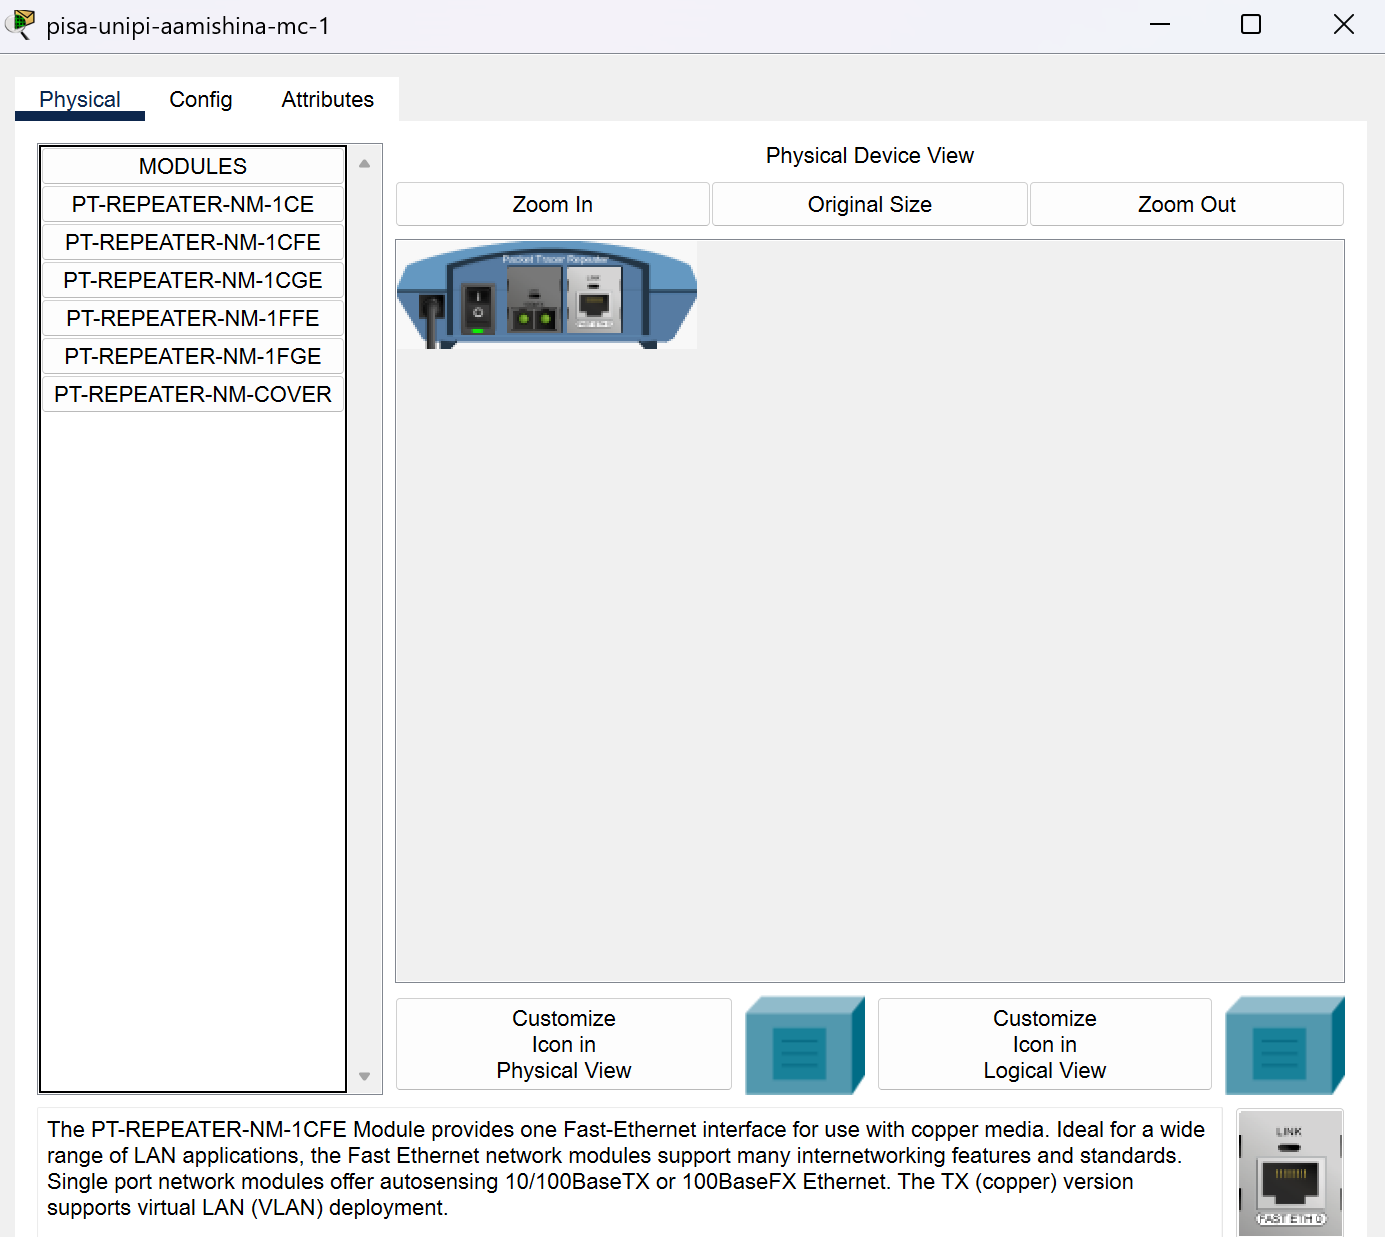 pisa-unipi-aamishina-mc-1
Physical
Config
Attributes
MODULES
PT-REPEATER-NM-1CE
PT-REPEATER-NM-1CFE
PT-REPEATER-NM-1CGE
PT-REPEATER-NM-1FFE
PT-REPEATER-NM-1FGE
PT-REPEATER-NM-COVER
Physical Device View
Zoom In
Original Size
Zoom Out
Packet Tracer Repeater
LINK
Customize
Icon in
Physical View
Customize
Icon in
Logical View
The PT-REPEATER-NM-1CFE Module provides one Fast-Ethernet interface for use with copper media. Ideal for a wide
range of LAN applications, the Fast Ethernet network modules support many internetworking features and standards.
Single port network modules offer autosensing 10/100BaseTX or 100BaseFX Ethernet. The TX (copper) version
supports virtual LAN (VLAN) deployment.
LINK
FAST ETH 0